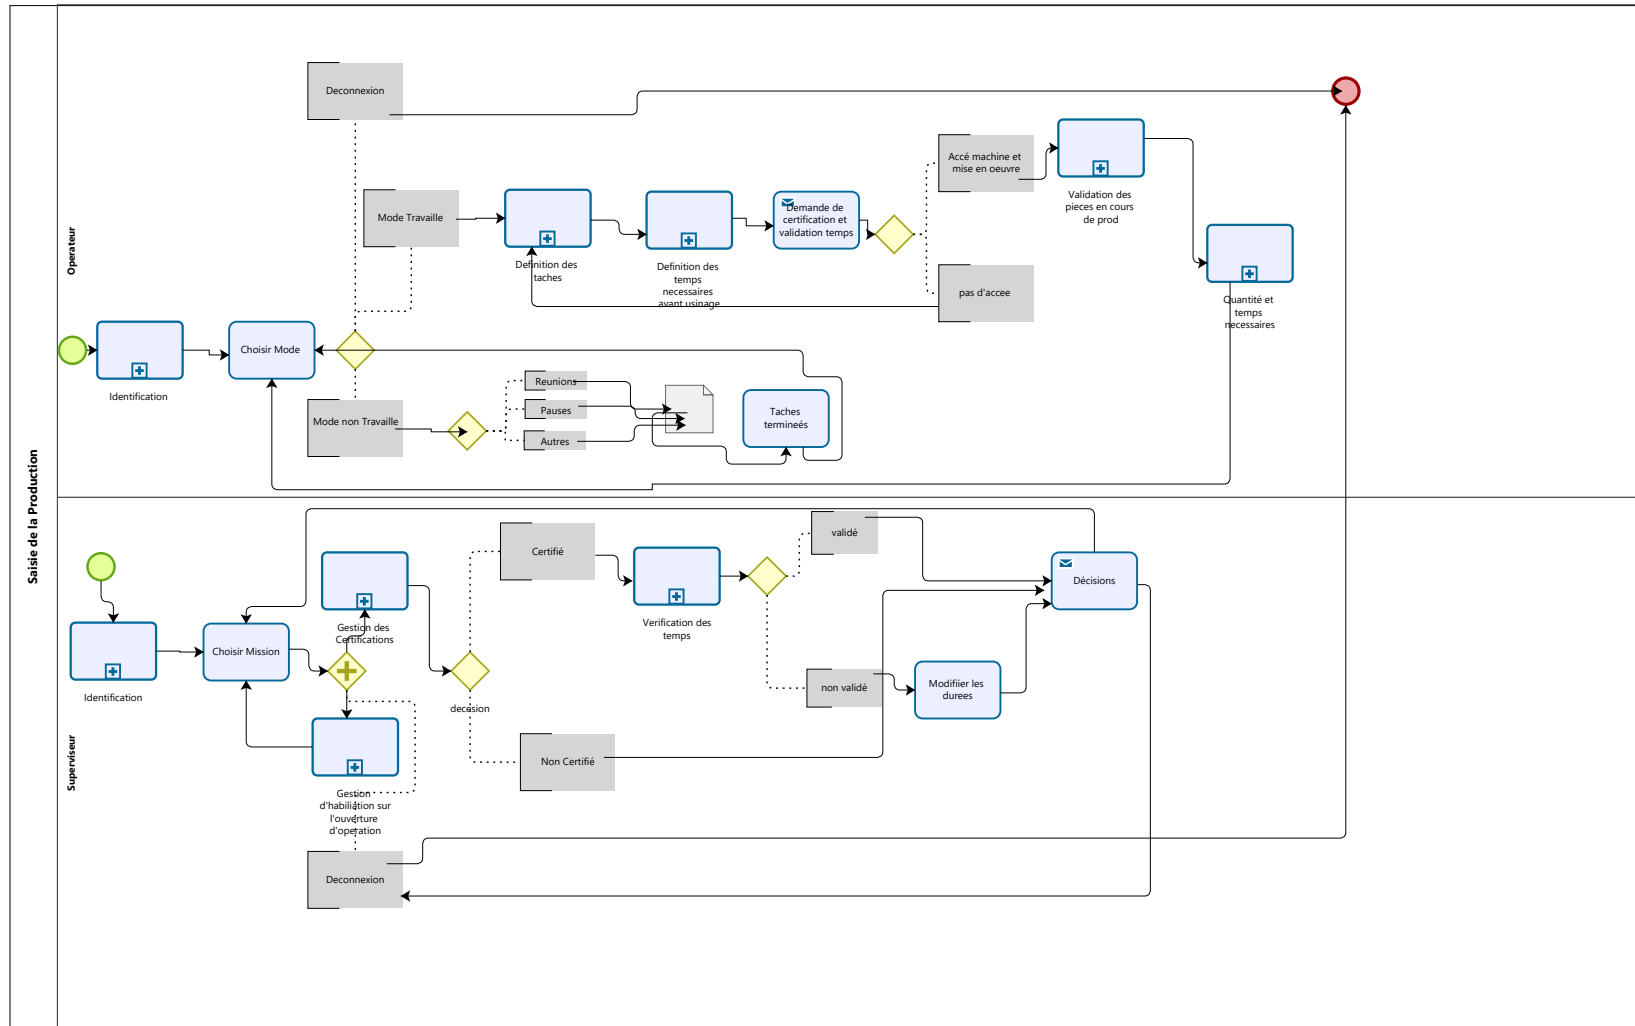 Saisie de la Production
Operateur
Deconnexion
Mode Travaille
Definition des
taches
Definition des
temps
necessaires
avant usinage
Demande de
certification et
validation temps
Accé machine et
mise en oeuvre
pas d'accee
Validation des
pieces en cours
de prod
Quantité et
temps
necessaires
Identification
Choisir Mode
Mode non Travaille
Reunions
Pauses
Autres
Taches
termineés
Superviseur
Identification
Choisir Mission
Gestion des
Certifications
Gestion
d'habiliation sur
l'ouverture
d'operation
decesion
Certifié
Non Certifié
Verification des
temps
validé
non validé
Modifiier les
durees
Décisions
Deconnexion